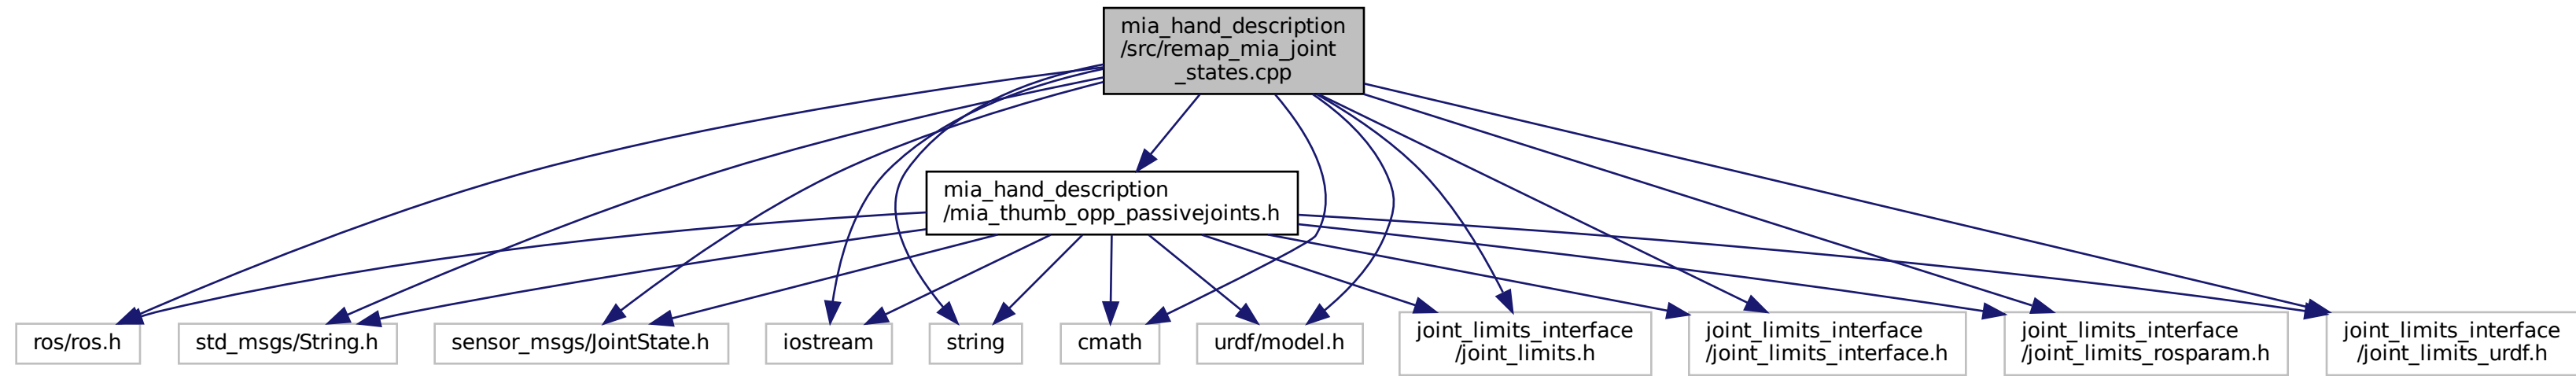 mia_hand_description
/src/remap_mia_joint
_states.cpp
mia_hand_description
/mia_thumb_opp_passivejoints.h
ros/ros.h
std_msgs/String.h
sensor_msgs/JointState.h
iostream
string
cmath
urdf/model.h
joint_limits_interface
/joint_limits.h
joint_limits_interface
/joint_limits_interface.h
joint_limits_interface
/joint_limits_rosparam.h
joint_limits_interface
/joint_limits_urdf.h